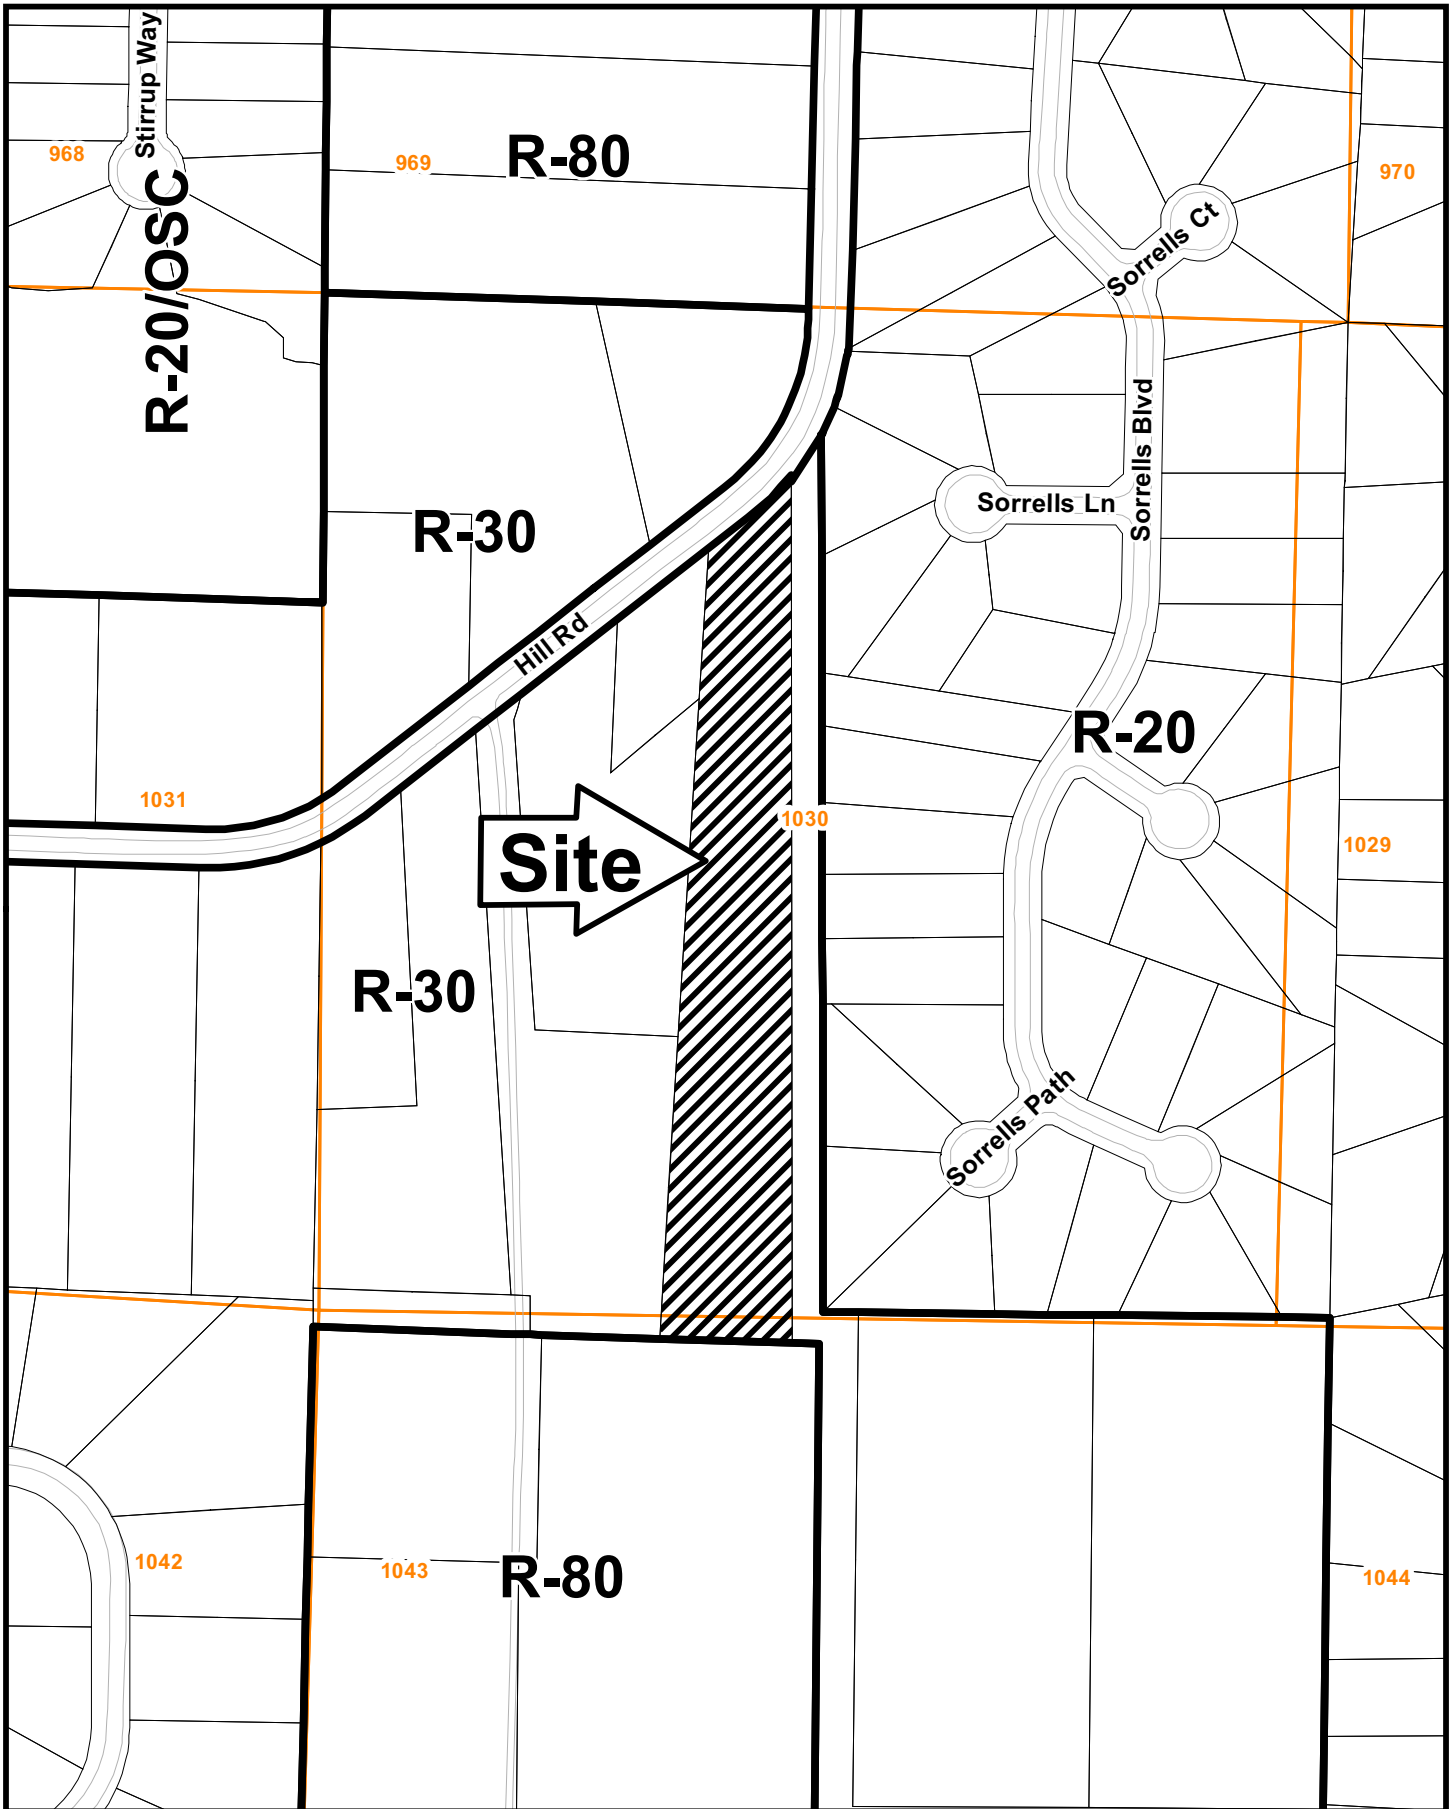 Stirrup Way
968
969
R-80
970
Sorrells Ct
R-20/OSC
Sorrells Blvd
Sorrells Ln
R-30
Hill Rd
R-20
1031
1030
1029
Site
R-30
Sorrells Path
1042
1043
R-80
1044